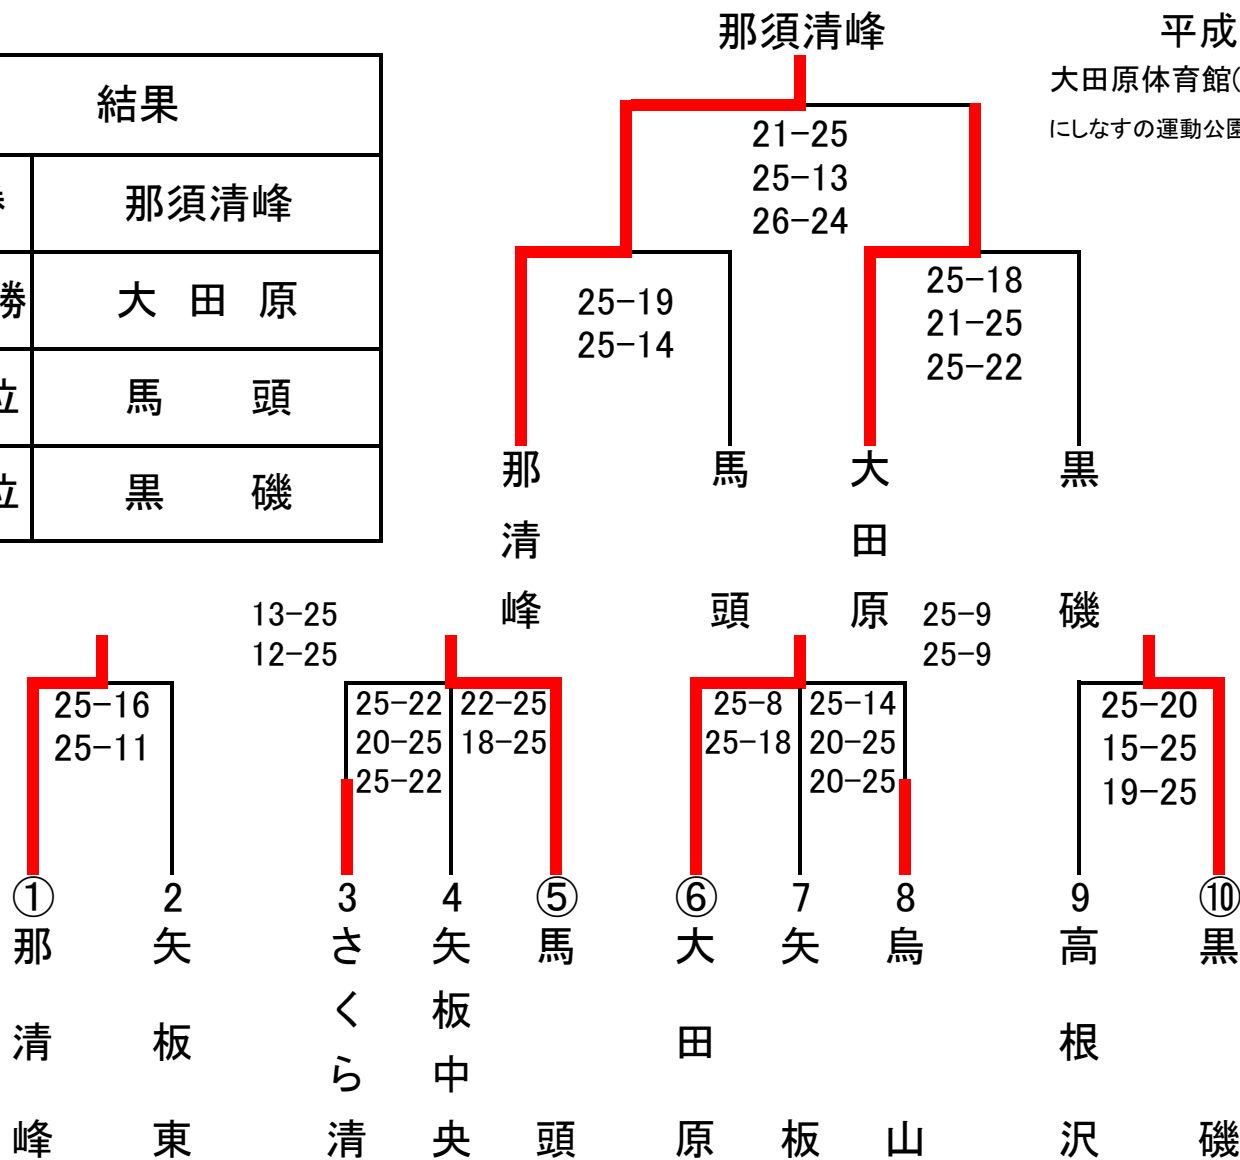 那須清峰
平成
大田原体育館(
にしなすの運動公園
結果
那須清峰
勝 大田原
位 馬頭
位 黒磯
21-25
25-13
26-24
25-19
25-14
25-18
21-25
25-22
那清峰
馬頭
大田原
黒磯
13-25
12-25
25-9
25-9
25-16
25-11
25-22
20-25
25-22
22-25
18-25
25-8
25-18
25-14
20-25
20-25
25-20
15-25
19-25
① 2 3 4 ⑤ ⑥ 7 8 9 ⑩
那清峰
矢板東
さくら清
矢板中央
馬頭
大田原
矢板
烏山
高根沢
黒磯